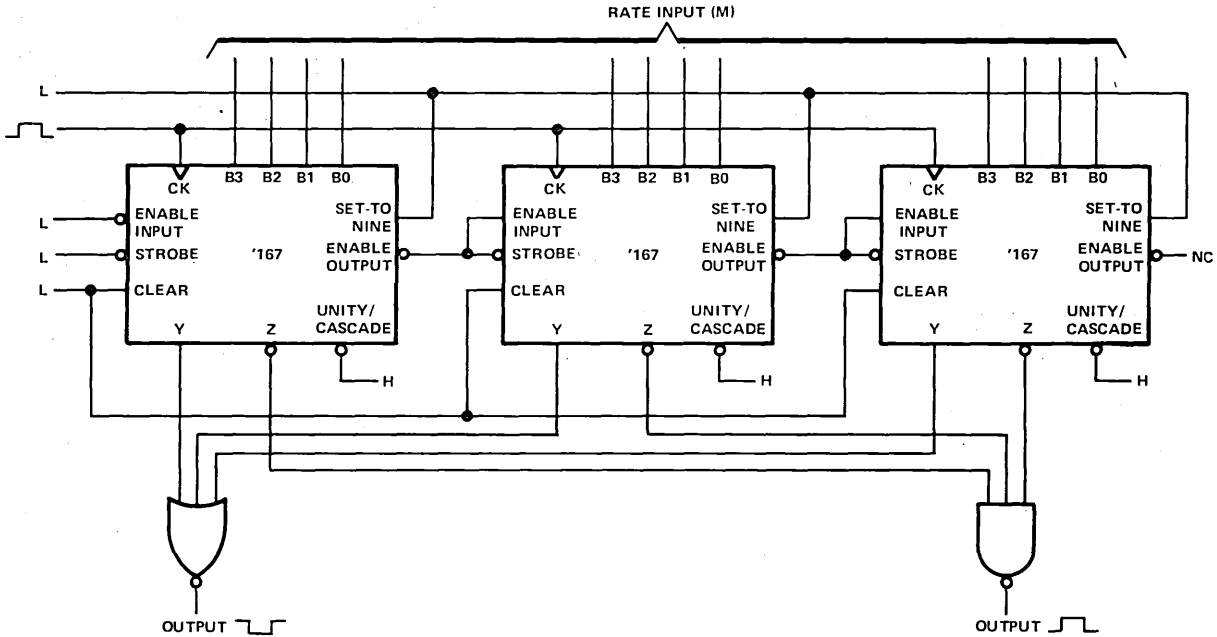 RATE INPUT (M)
L
B3 B2 B1 B0
B3 B2 B1 B0
B3 B2 B1 B0
CK
CK
CK
L
ENABLE INPUT
SET-TO NINE
L
STROBE
'167
ENABLE OUTPUT
L
CLEAR
UNITY/ CASCADE
Y
Z
H
ENABLE INPUT
SET-TO NINE
STROBE
'167
ENABLE OUTPUT
CLEAR
UNITY/ CASCADE
Y
Z
H
ENABLE INPUT
SET-TO NINE
STROBE
'167
ENABLE OUTPUT
NC
CLEAR
UNITY/ CASCADE
Y
Z
H
OUTPUT
OUTPUT